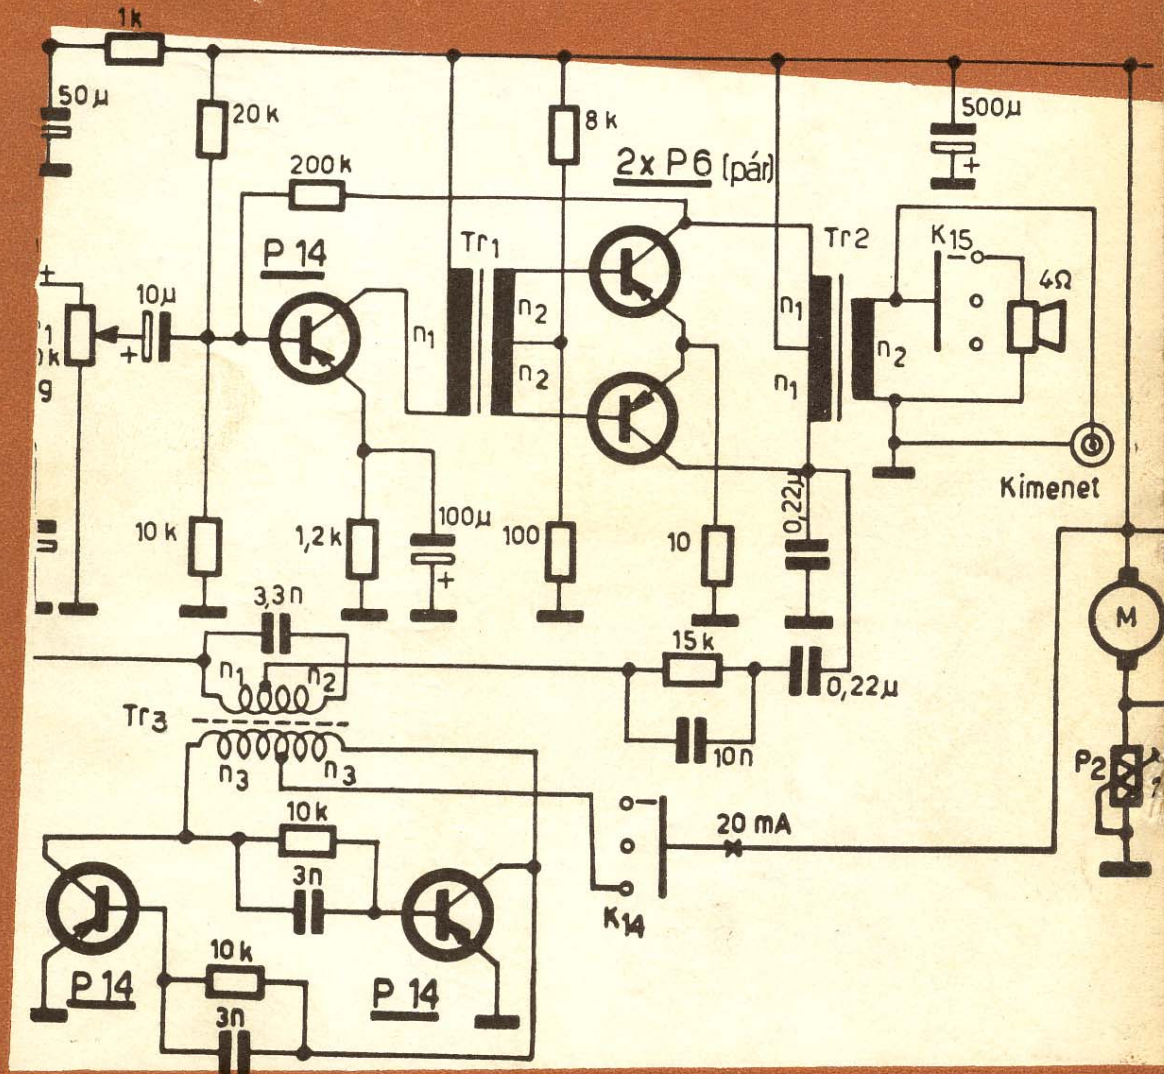 1k
50µ
20k
8k
500µ
+
200k
2x P6 (pár)
P 14
Tr1
Tr2
K15
4Ω
+
10µ
+
n1
n2
n2
n1
n1
n2
g
Kimenet
10k
1,2k
100µ
+
100
10
0,22µ
M
3,3n
15k
0,22µ
n1
n2
10n
Tr3
n3
n3
P2
10k
20 mA
3n
K14
10k
P 14
P 14
3n